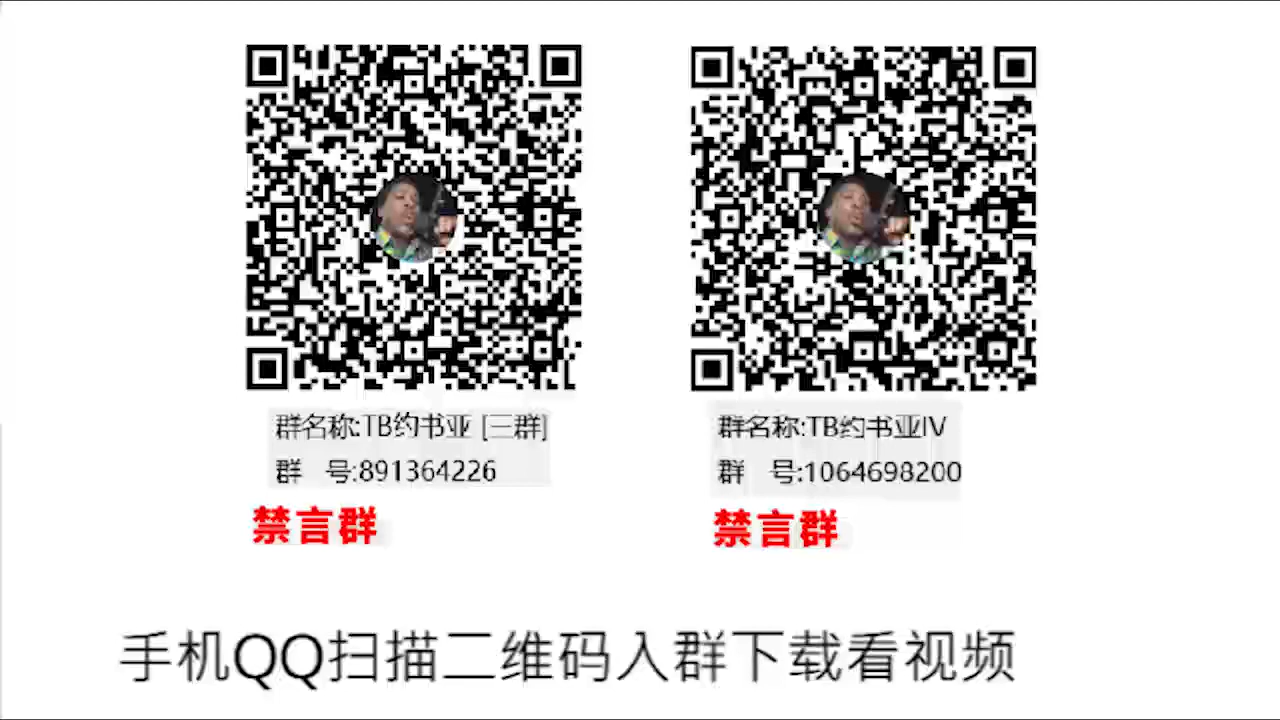 群名称:TB约书亚 [三群]
群 号:891364226
禁言群
群名称:TB约书亚IV
群 号:1064698200
禁言群
手机QQ扫描二维码入群下载看视频